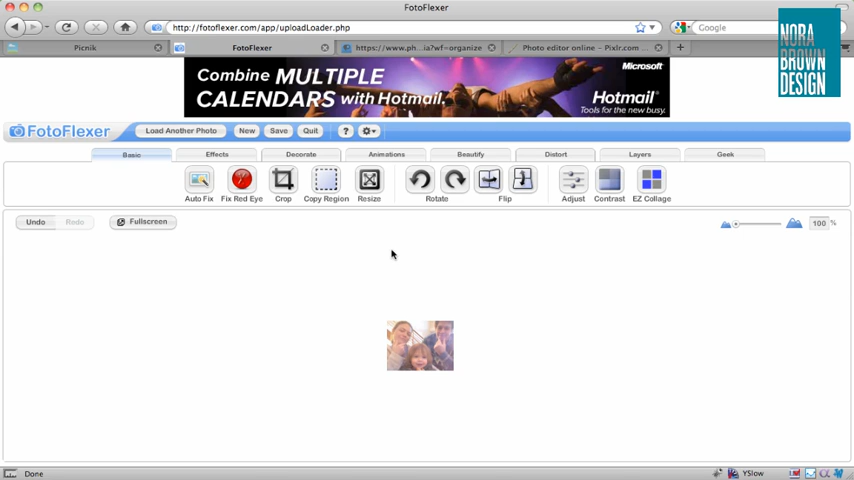 FotoFlexer
http://fotoflexer.com/app/uploadLoader.php
Google
Picnik
FotoFlexer
https://www.ph...ia?wf=organize
Photo editor online – Pixlr.com ...
NORA
BROWN
DESIGN
Combine MULTIPLE
CALENDARS with Hotmail.
Microsoft
Hotmail
Tools for the new busy.
FotoFlexer
Load Another Photo
New
Save
Quit
?
Basic
Effects
Decorate
Animations
Beautify
Distort
Layers
Geek
Auto Fix
Fix Red Eye
Crop
Copy Region
Resize
Rotate
Flip
Adjust
Contrast
EZ Collage
Undo
Redo
Fullscreen
100 %
Done
YSlow